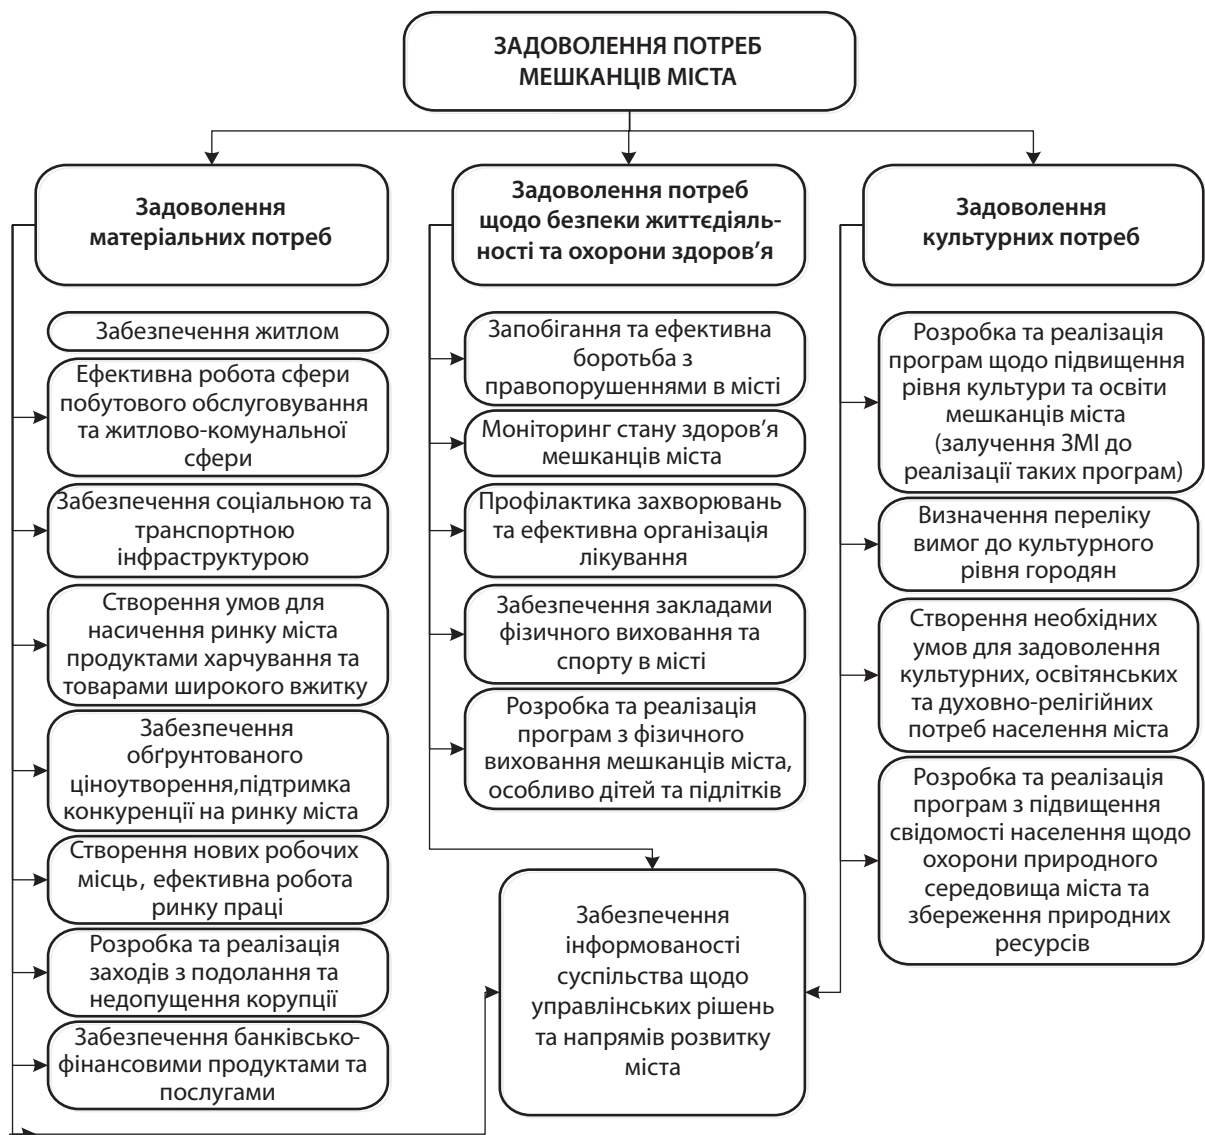 ЗАДОВОЛЕННЯ ПОТРЕБ
МЕШКАНЦІВ МІСТА
Задоволення
матеріальних потреб
Забезпечення житлом
Ефективна робота сфери
побутового обслуговування
та житлово-комунальної
сфери
Забезпечення соціальною та
транспортною
інфраструктурою
Створення умов для
насичення ринку міста
продуктами харчування та
товарами широкого вжитку
Забезпечення
обґрунтованого
ціноутворення,підтримка
конкуренції на ринку міста
Створення нових робочих
місць, ефективна робота
ринку праці
Розробка та реалізація
заходів з подолання та
недопущення корупції
Забезпечення банківсько-
фінансовими продуктами та
послугами
Задоволення потреб
щодо безпеки життєдіяль-
ності та охорони здоров’я
Запобігання та ефективна
боротьба з
правопорушеннями в місті
Моніторинг стану здоров’я
мешканців міста
Профілактика захворювань
та ефективна організація
лікування
Забезпечення закладами
фізичного виховання та
спорту в місті
Розробка та реалізація
програм з фізичного
виховання мешканців міста,
особливо дітей та підлітків
Забезпечення
інформованості
суспільства щодо
управлінських рішень
та напрямів розвитку
міста
Задоволення
культурних потреб
Розробка та реалізація
програм щодо підвищення
рівня культури та освіти
мешканців міста
(залучення ЗМІ до
реалізації таких програм)
Визначення переліку
вимог до культурного
рівня городян
Створення необхідних
умов для задоволення
культурних, освітянських
та духовно-релігійних
потреб населення міста
Розробка та реалізація
програм з підвищення
свідомості населення щодо
охорони природного
середовища міста та
збереження природних
ресурсів